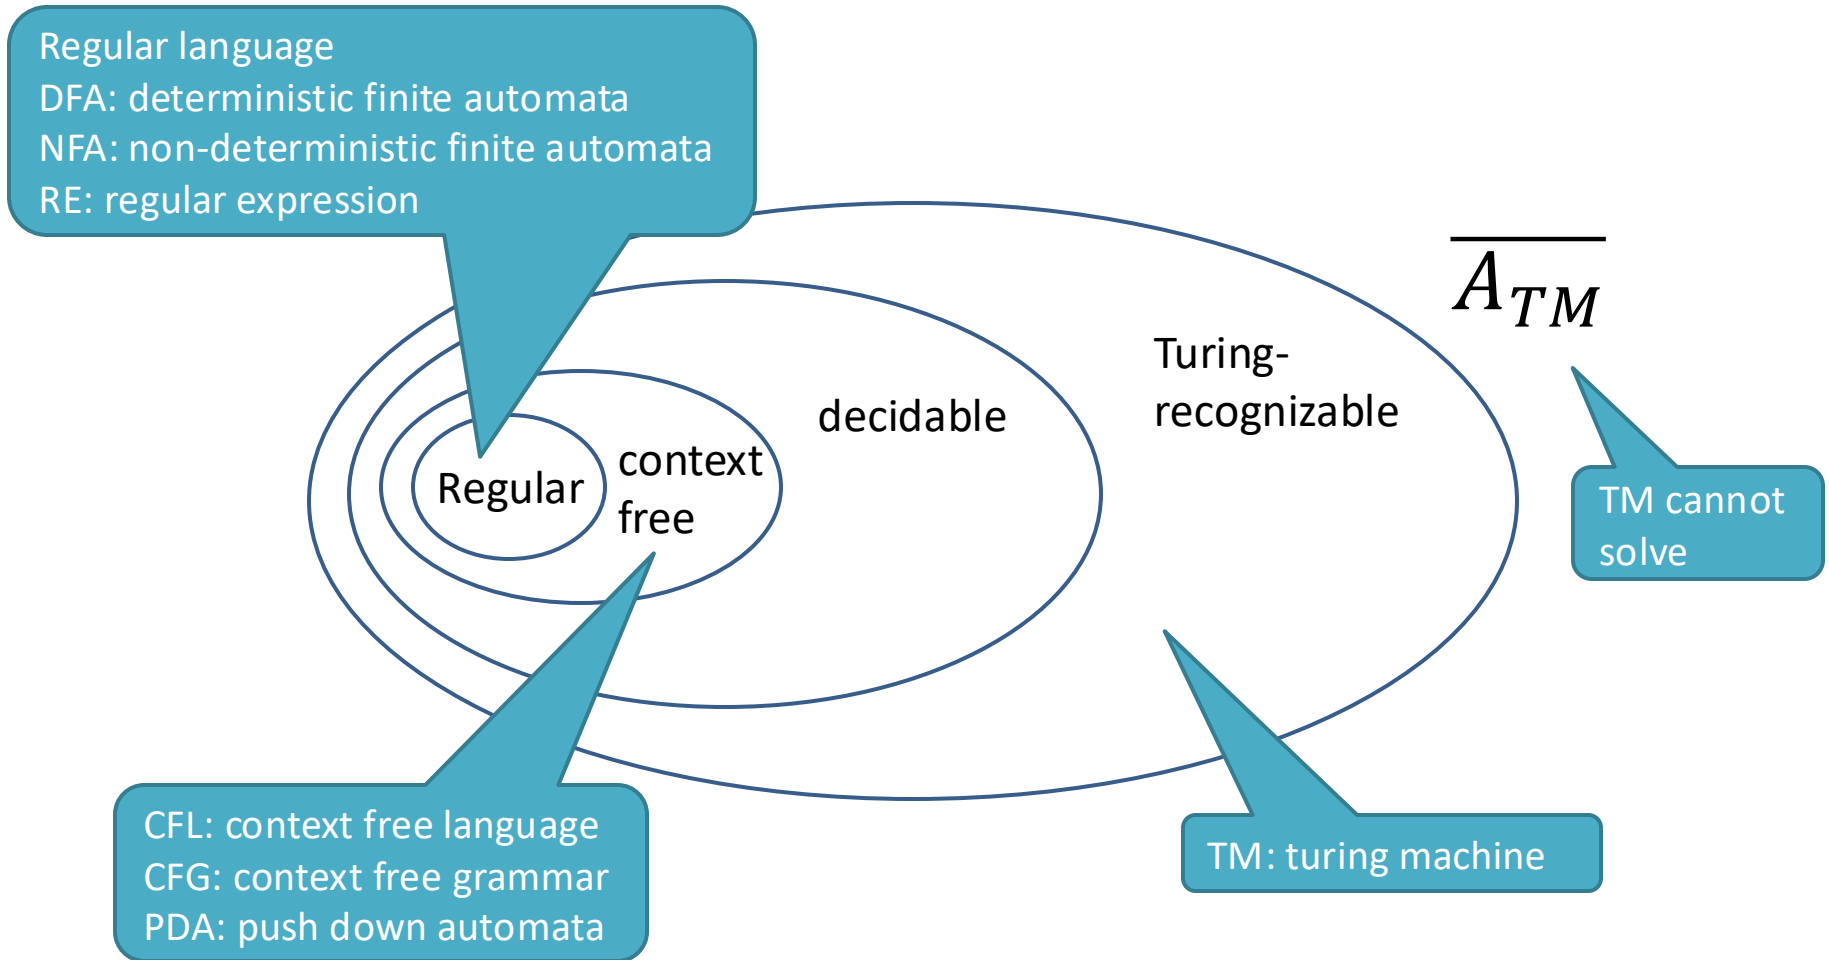 Regular language
DFA: deterministic finite automata
NFA: non-deterministic finite automata
RE: regular expression
$\overline{A_{TM}}$
Turing-
recognizable
decidable
context
free
Regular
TM cannot
solve
CFL: context free language
CFG: context free grammar
PDA: push down automata
TM: turing machine